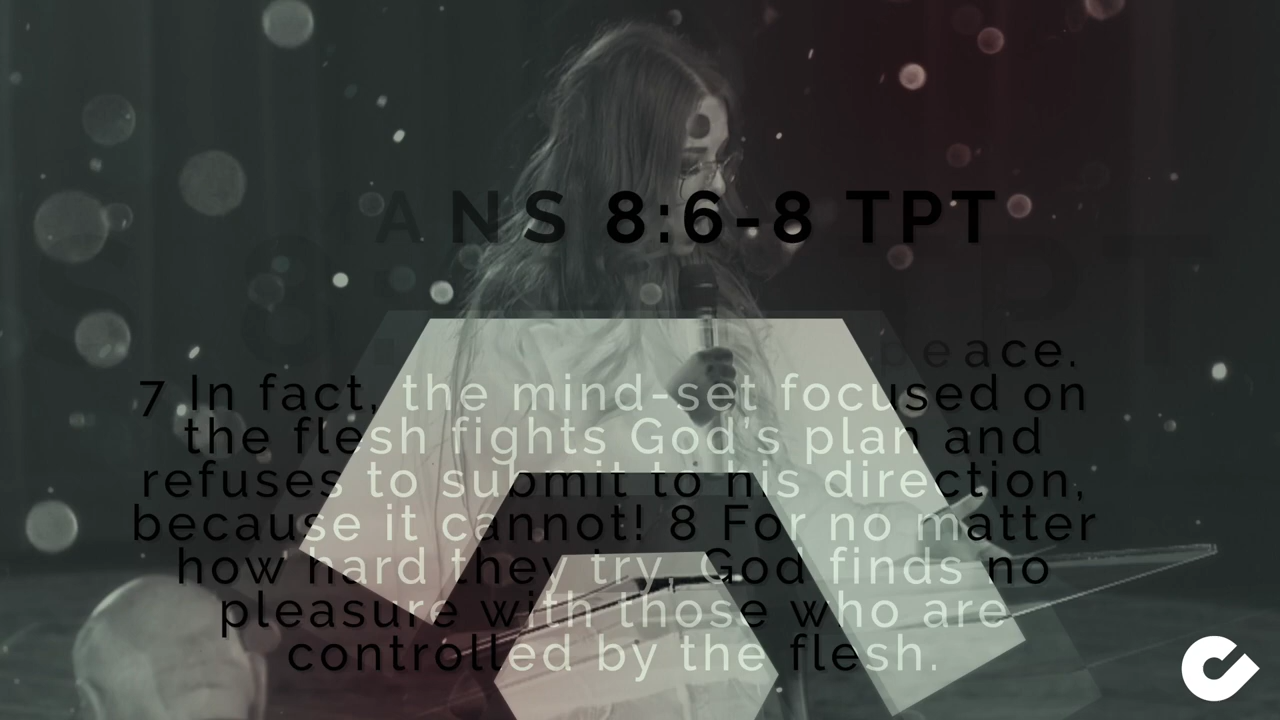 ANS 8:6-8 TPT
peace.
7 In fact, the mind-set focused on
the flesh fights God's plan and
refuses to submit to his direction,
because it cannot! 8 For no matter
how hard they try, God finds no
pleasure with those who are
controlled by the flesh.